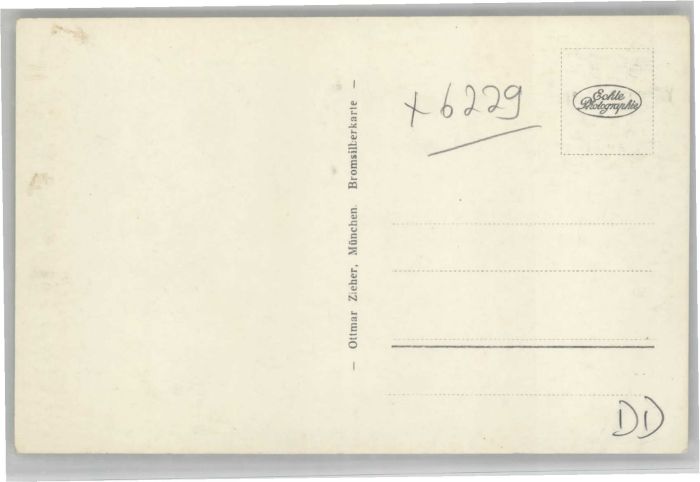 – Ottmar Zieher, München. Bromsilberkarte –
x 6229
Echte
Photographie
DD